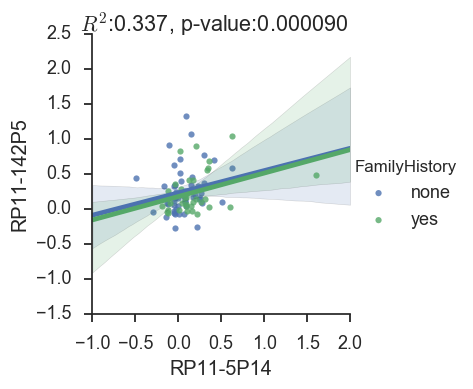 R²:0.337, p-value:0.000090
2.5
2.0
1.5
1.0
0.5
0.0
−0.5
−1.0
−1.5
RP11-142P5
−1.0 −0.5 0.0 0.5 1.0 1.5 2.0
RP11-5P14
FamilyHistory
none
yes